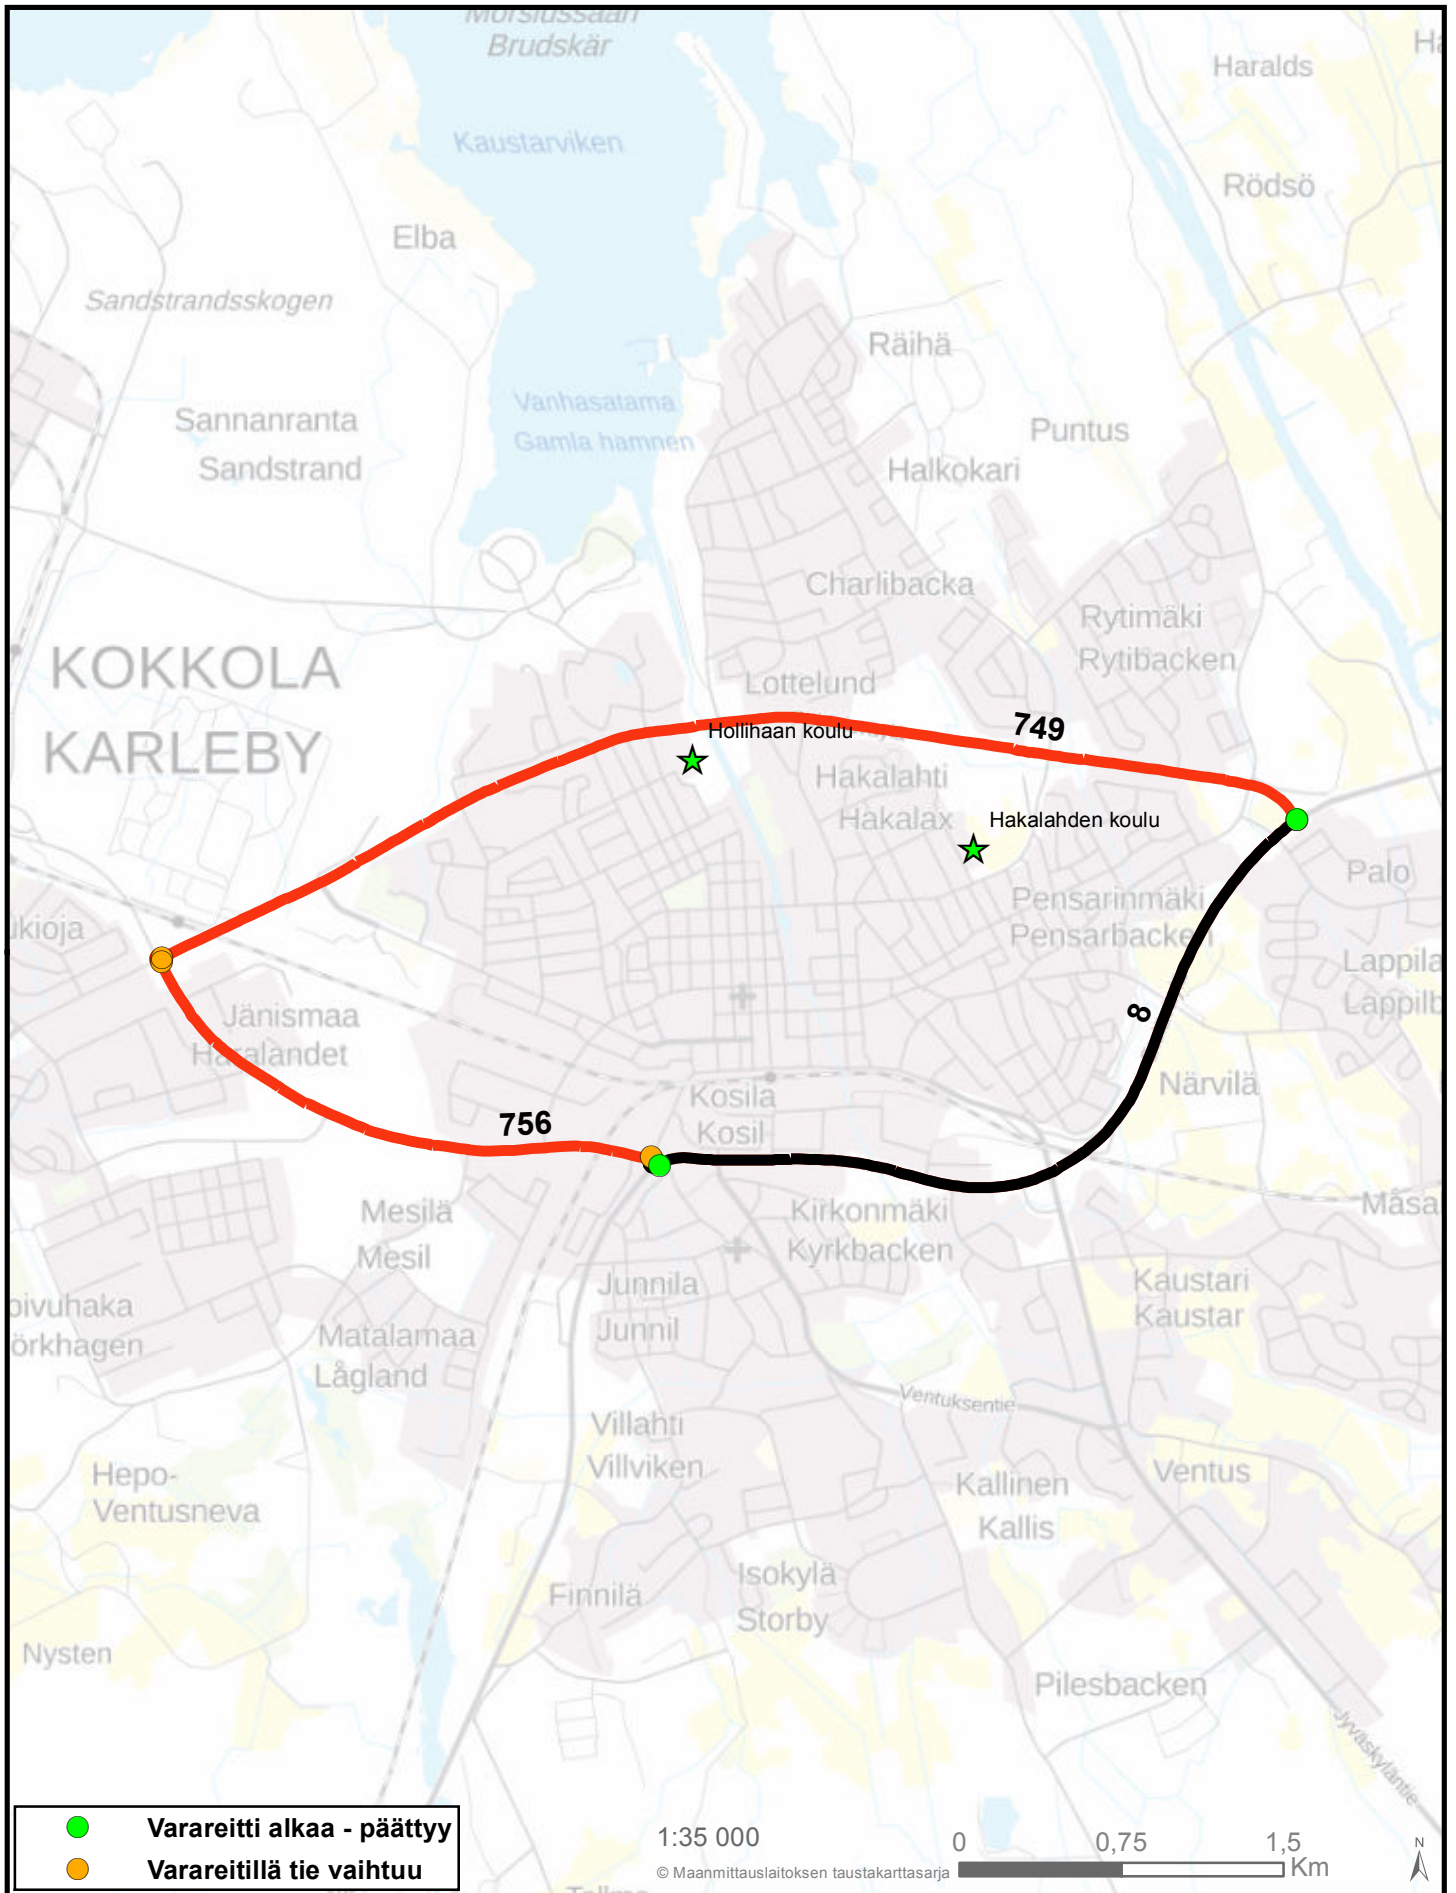 Morsiussaari
Brudskär
Haralds
Kaustarviken
Rödsö
Elba
Sandstrandsskogen
Räihä
Vanhasatama
Gamla hamnen
Sannanranta
Sandstrand
Puntus
Halkokari
Charlibacka
Rytimäki
Rytibacken
KOKKOLA
KARLEBY
Lottelund
749
Hollihaan koulu
Hakalahti
Hakalax
Hakalahden koulu
Palo
Pensarinmäki
Pensarbacken
Lappila
8
Jänismaa
Haralandet
Närvilä
Kosila
Kosil
756
Mesilä
Mesil
Kirkonmäki
Kyrkbacken
Junnila
Junnil
Kaustari
Kaustar
Matalamaa
Lågland
Ventuksentie
Villahti
Villviken
Hepo-
Ventusneva
Kallinen
Kallis
Ventus
Isokylä
Storby
Finnilä
Nysten
Pilesbacken
Jyväskyläntie
Varareitti alkaa - päättyy
Varareitillä tie vaihtuu
1:35 000
© Maanmittauslaitoksen taustakarttasarja
0 0,75 1,5
Km
N